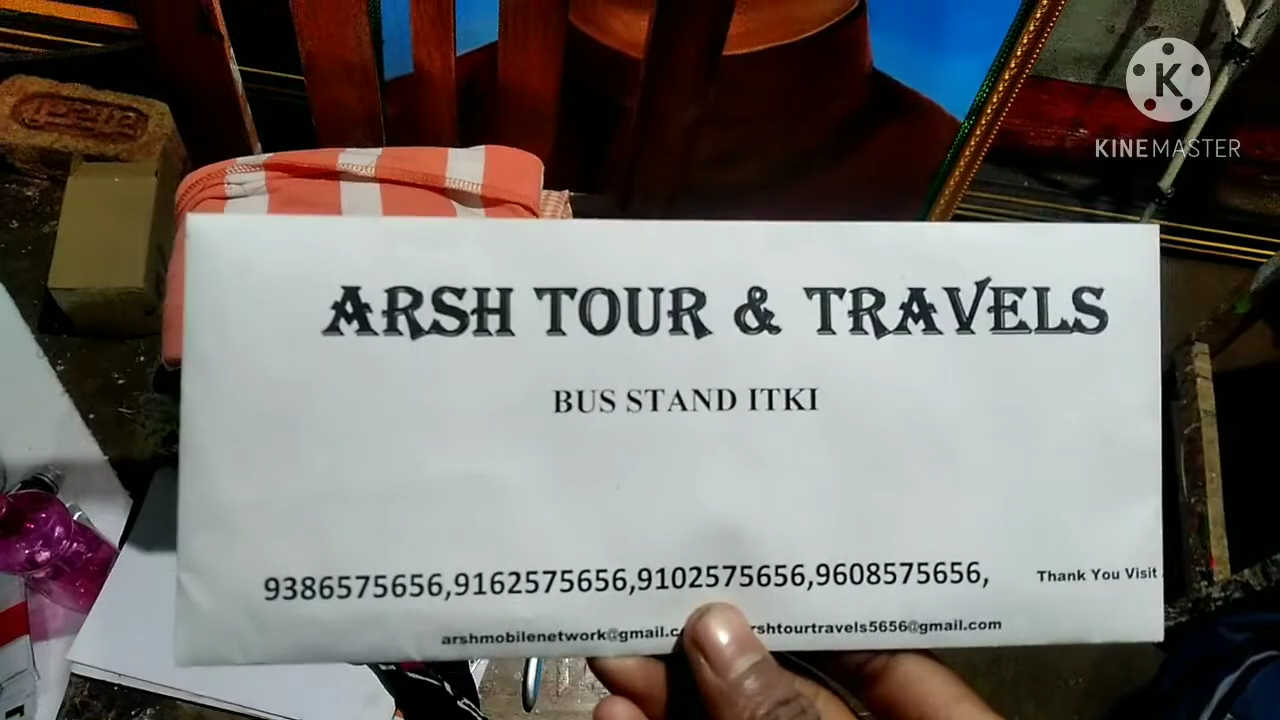 K
KINEMASTER
ARSH TOUR & TRAVELS
BUS STAND ITKI
9386575656,9162575656,9102575656,9608575656,
Thank You Visit
arshmobilenetwork@gmail.c
rshtourtravels5656@gmail.com